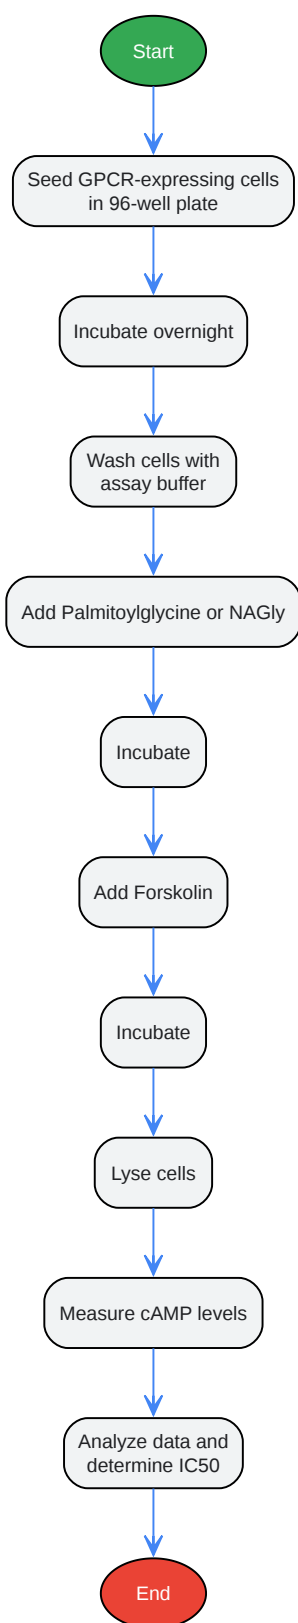 Start
Seed GPCR-expressing cells
in 96-well plate
Incubate overnight
Wash cells with
assay buffer
Add Palmitoylglycine or NAGly
Incubate
Add Forskolin
Incubate
Lyse cells
Measure cAMP levels
Analyze data and
determine IC50
End